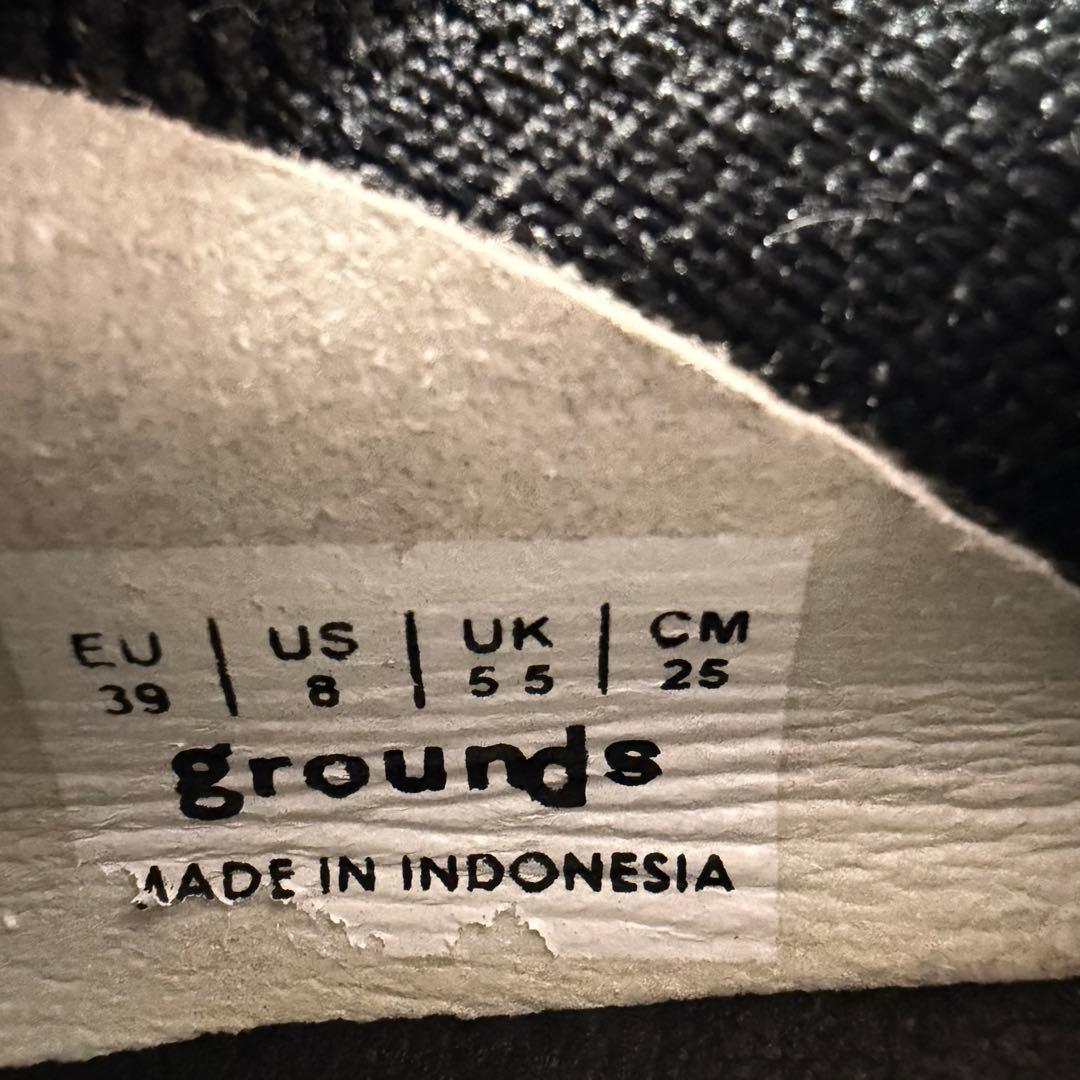 EU | US | UK | CM
39 | 8 | 5 5 | 25
grounds
MADE IN INDONESIA